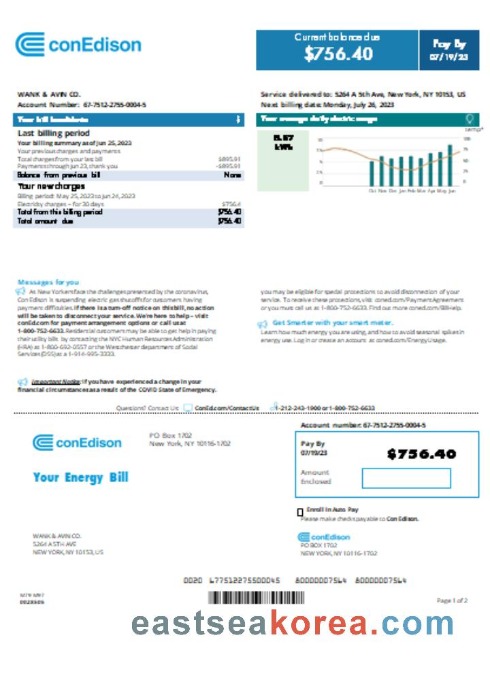 conEdison
Current balance due
$756.40
Pay By
07/19/23
WANK & AVIN CO.
Account Number: 67-7512-2755-0004-5
Service delivered to: 5264 A 5th Ave, New York, NY 10153, US
Next billing date: Monday, July 26, 2023
Your bill breakdown
Your average daily electric usage
Last billing period
Your billing summary as of Jun 25, 2023
Your previous charges and payments
Total charges from your last bill
Payments through Jun 23, thank you
Balance from previous bill None
Your new charges
Billing period: May 25, 2023 to Jun 24, 2023
Electricity charges - for 30 days $756.4
Total from this billing period $756.40
Total amount due $756.40
kWh
Oct Nov Dec Jan Feb Mar Apr May Jun
Messages for you
As New Yorkers face the challenges presented by the coronavirus,
Con Edison is suspending electric gas shutoffs for customers having
payment difficulties. If there is a turn-off notice on this bill, no action
will be taken to disconnect your service. We're here to help – visit
conEd.com for payment arrangement options or call us at
1-800-752-6633. Residential customers may be able to get help in paying
their utility bills by contacting the NYC Human Resources Administration
(HRA) at 1-800-692-0557 or the Westchester department of Social
Services (DSS) at 1-914-995-3333.
you may be eligible for special protections to avoid disconnection of your
service. To receive these protections, visit coned.com/PaymentAgreement
or you must call us at 1-800-752-6633. Find out more coned.com/BillHelp.
Get Smarter with your smart meter.
Learn how much energy you are using, and how to avoid seasonal spikes in
energy use. Log in or create an account at coned.com/EnergyUsage.
Important Notice: If you have experienced a change in your
financial circumstances as a result of the COVID State of Emergency,
Questions? Contact Us ConEd.com/ContactUs 1-212-243-1900 or 1-800-752-6633
conEdison
PO Box 1702
New York, NY 10116-1702
Your Energy Bill
Account number: 67-7512-2755-0004-5
Pay By
07/19/23
$756.40
Amount
Enclosed
Enroll In Auto Pay
Please make checks payable to Con Edison.
WANK & AVIN CO.
5264 A 5TH AVE
NEW YORK, NY 10153, US
conEdison
PO BOX 1702
NEW YORK, NY 10116-1702
0020 677512275500045 80000007564 80000007564
Page 1 of 2
eastseakorea.com